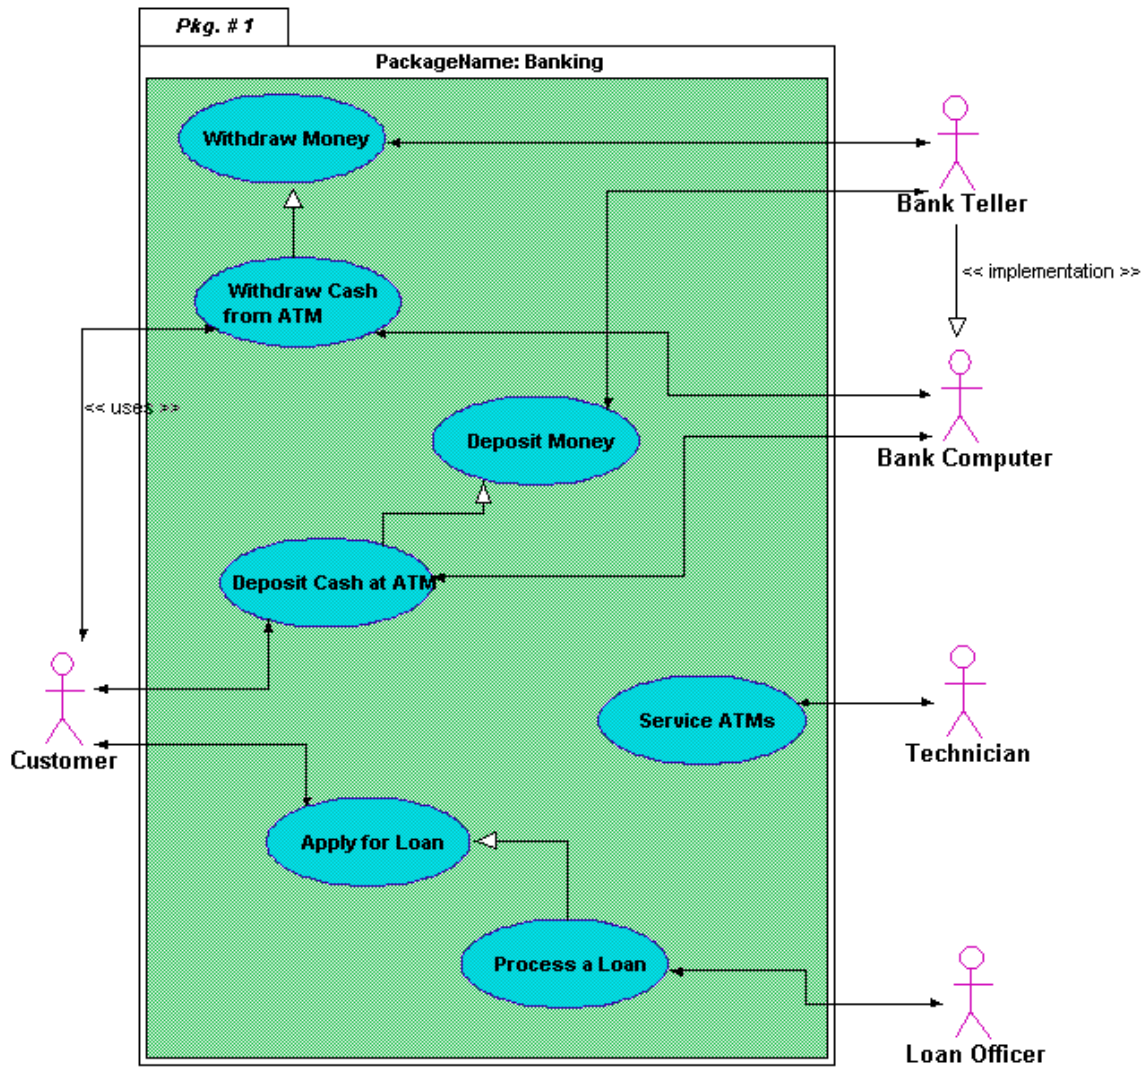 Pkg. # 1
PackageName: Banking
Withdraw Money
Bank Teller
<< implementation >>
Withdraw Cash
from ATM
<< uses >>
Deposit Money
Bank Computer
Deposit Cash at ATM
Customer
Service ATMs
Technician
Apply for Loan
Process a Loan
Loan Officer